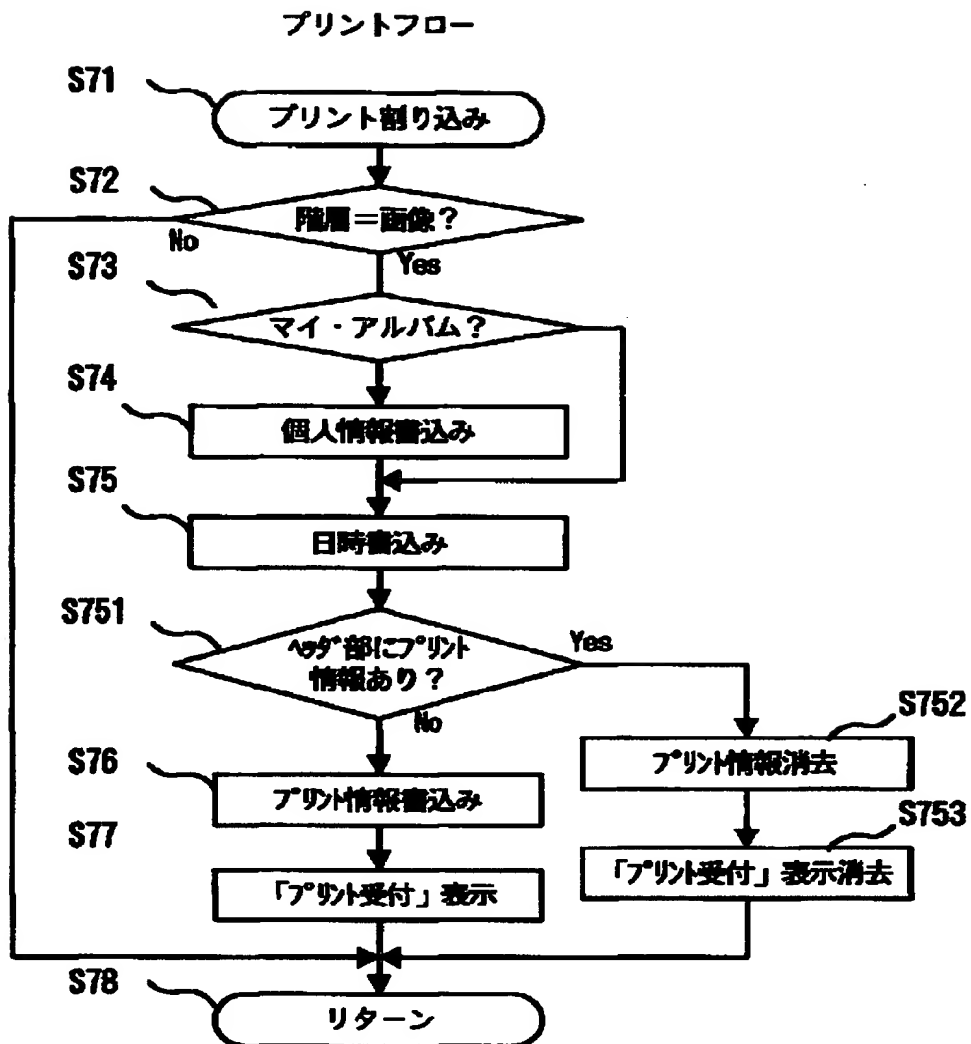 プリントフロー
S71
プリント割り込み
S72
階層=画像?
No
Yes
S73
マイ・アルバム?
S74
個人情報書込み
S75
日時書込み
S751
ヘッダ部にプリント
情報あり?
Yes
No
S752
プリント情報消去
S76
プリント情報書込み
S753
「プリント受付」表示消去
S77
「プリント受付」表示
S78
リターン